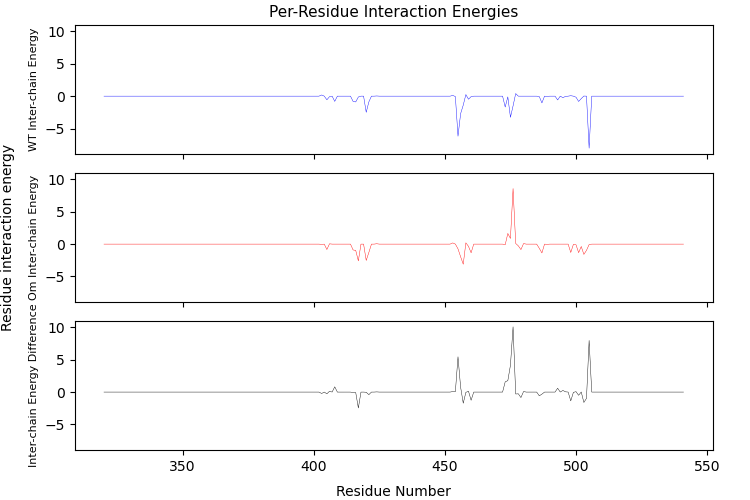 Per-Residue Interaction Energies
Residue interaction energy
WT Inter-chain Energy
10
5
0
−5
Om Inter-chain Energy
10
5
0
−5
Inter-chain Energy Difference
10
5
0
−5
350
400
450
500
550
Residue Number